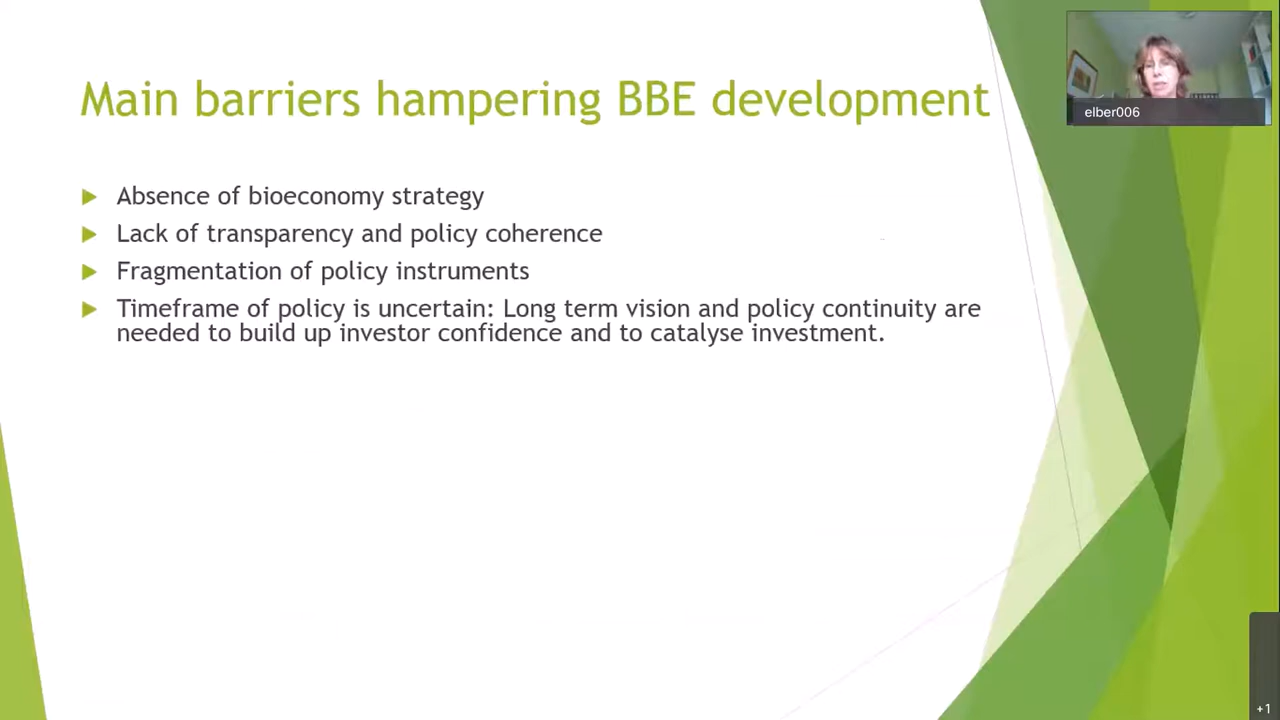 Main barriers hampering BBE development
elber006
Absence of bioeconomy strategy
Lack of transparency and policy coherence
Fragmentation of policy instruments
Timeframe of policy is uncertain: Long term vision and policy continuity are
needed to build up investor confidence and to catalyse investment.
+1